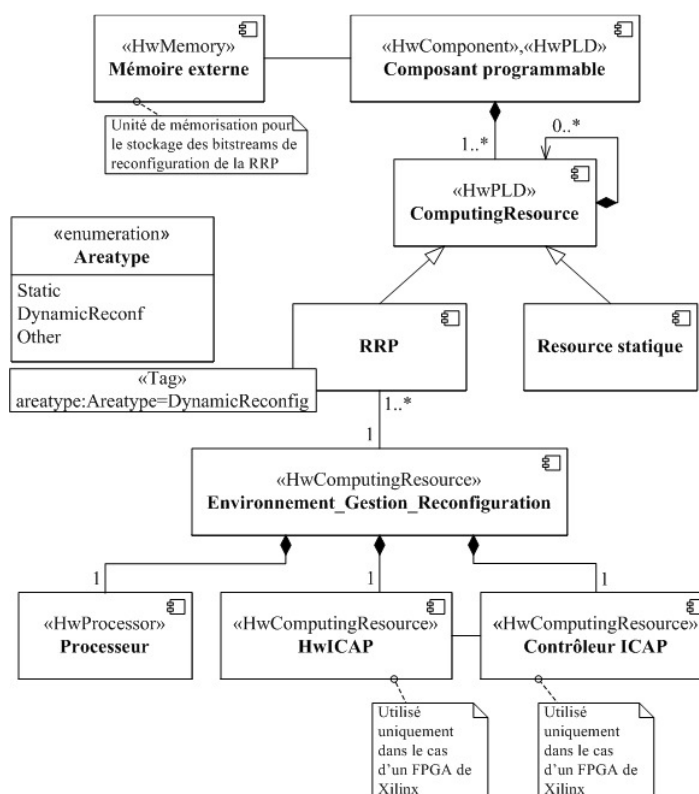 «HwMemory»
Mémoire externe
«HwComponent»,«HwPLD»
Composant programmable
Unité de mémorisation pour
le stockage des bitstreams de
reconfiguration de la RRP
1..*
0..*
«HwPLD»
ComputingResource
«enumeration»
Areatype
Static
DynamicReconf
Other
«Tag»
areatype:Areatype=DynamicReconfig
RRP
Resource statique
1..*
1
«HwComputingResource»
Environnement_Gestion_Reconfiguration
1
1
1
«HwProcessor»
Processeur
«HwComputingResource»
HwICAP
«HwComputingResource»
Contrôleur ICAP
Utilisé
uniquement
dans le cas
d'un FPGA de
Xilinx
Utilisé
uniquement
dans le cas
d'un FPGA de
Xilinx